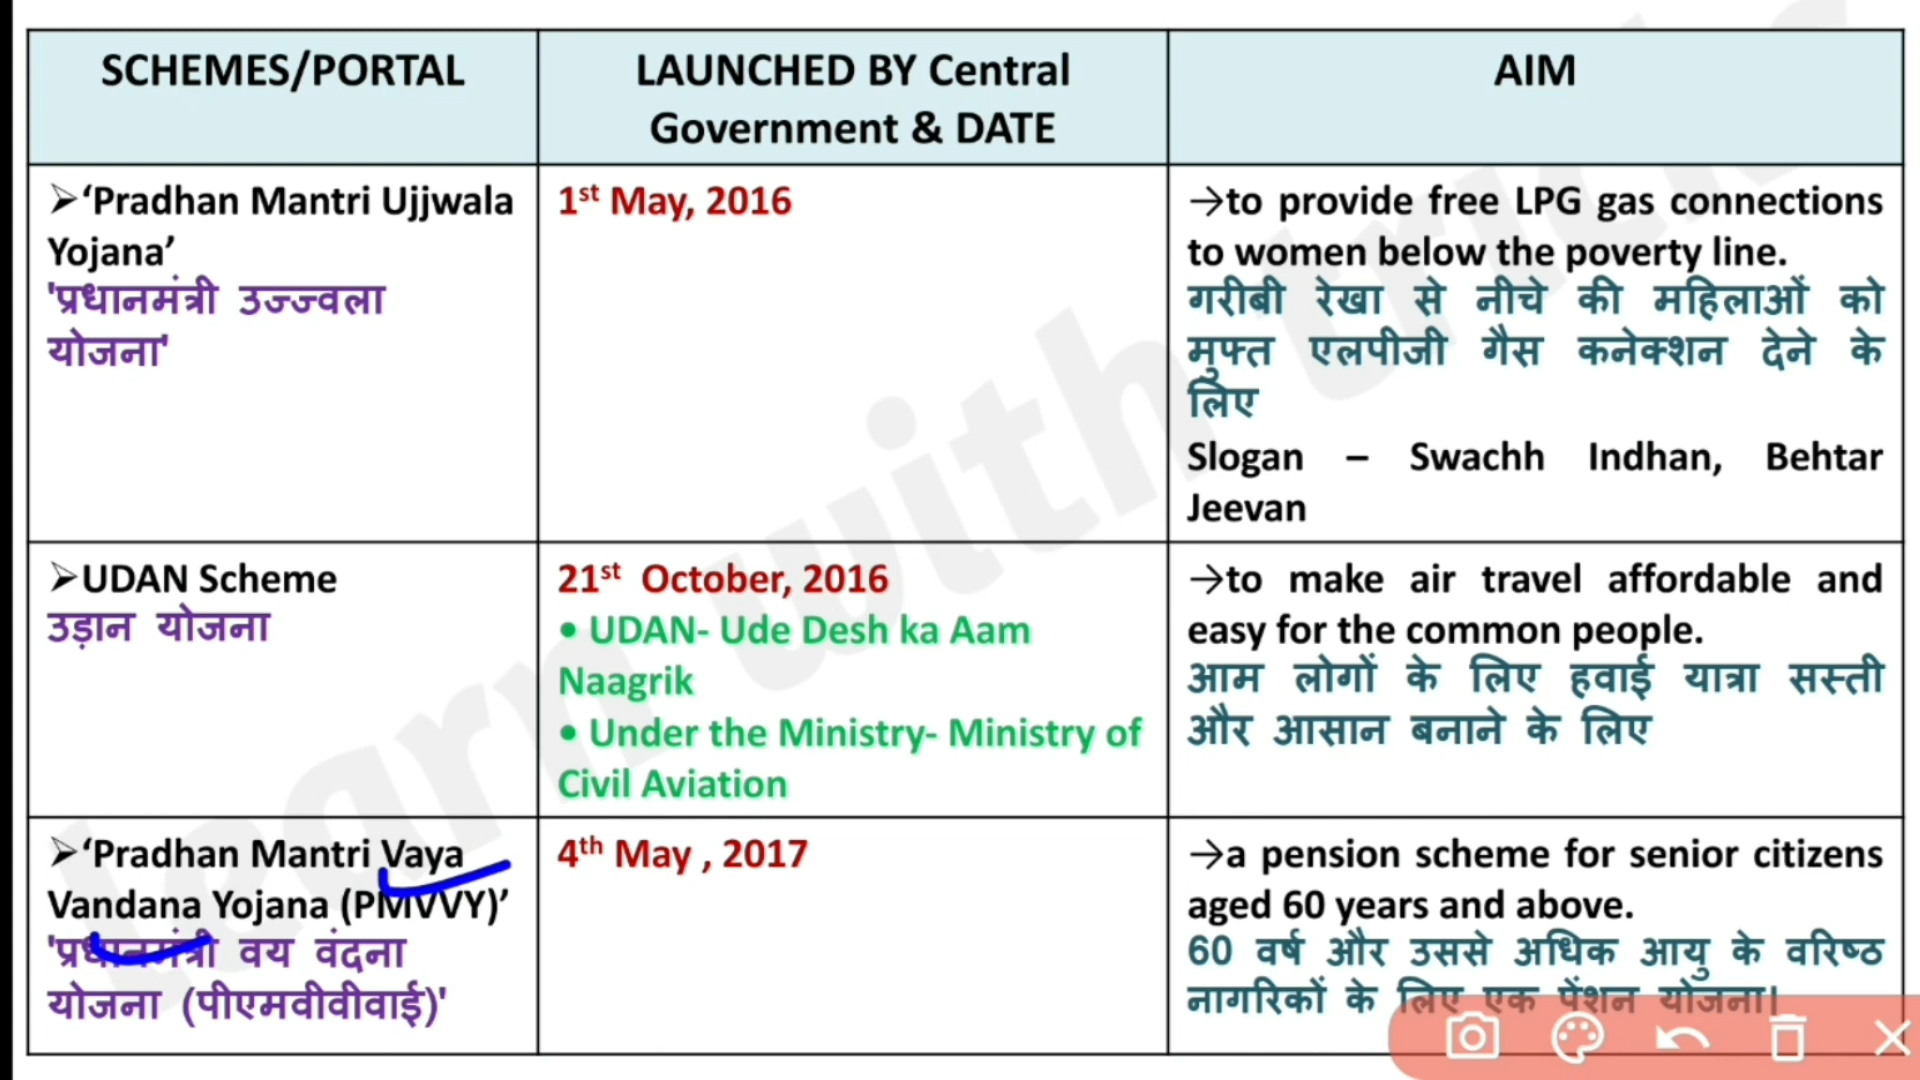 SCHEMES/PORTAL
LAUNCHED BY Central
Government & DATE
AIM
➢‘Pradhan Mantri Ujjwala
Yojana’
'प्रधानमंत्री उज्ज्वला
योजना'
1st May, 2016
→to provide free LPG gas connections
to women below the poverty line.
गरीबी रेखा से नीचे की महिलाओं को
मुफ्त एलपीजी गैस कनेक्शन देने के
लिए
Slogan – Swachh Indhan, Behtar
Jeevan
➢UDAN Scheme
उड़ान योजना
21st October, 2016
• UDAN- Ude Desh ka Aam
Naagrik
• Under the Ministry- Ministry of
Civil Aviation
→to make air travel affordable and
easy for the common people.
आम लोगों के लिए हवाई यात्रा सस्ती
और आसान बनाने के लिए
➢‘Pradhan Mantri Vaya
Vandana Yojana (PMVVY)’
'प्रधानमंत्री वय वंदना
योजना (पीएमवीवीवाई)'
4th May , 2017
→a pension scheme for senior citizens
aged 60 years and above.
60 वर्ष और उससे अधिक आयु के वरिष्ठ
नागरिकों के लिए एक पेंशन योजना।
learn with tricks